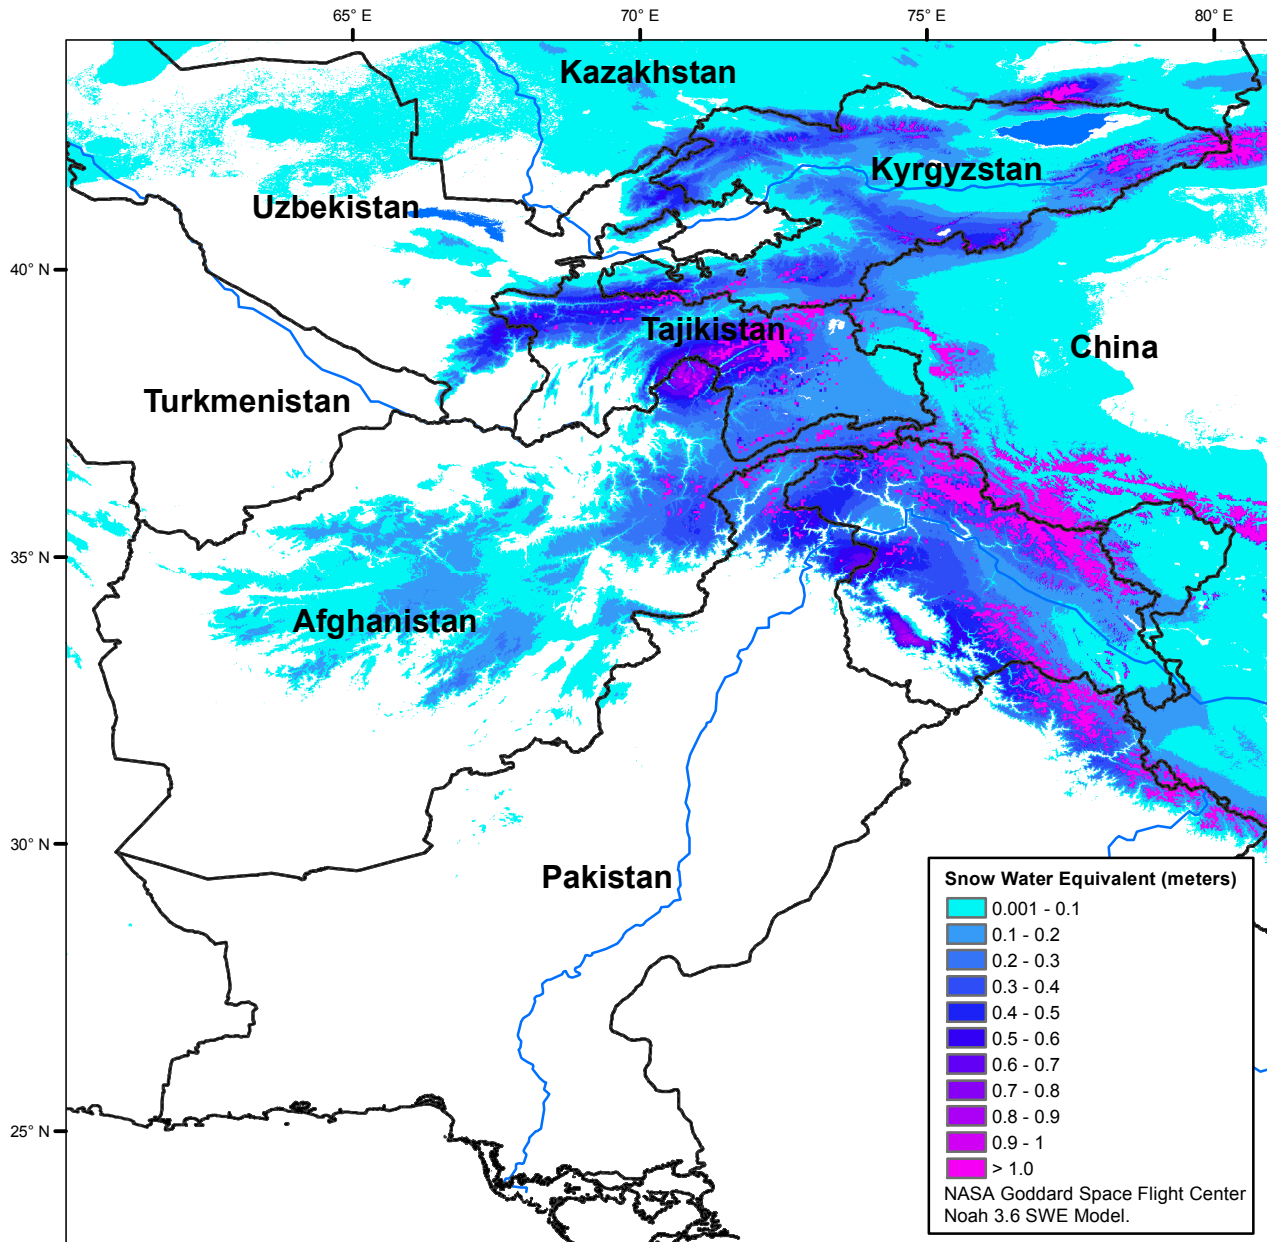 65° E
70° E
75° E
80° E
Kazakhstan
Kyrgyzstan
Uzbekistan
40° N
Tajikistan
China
Turkmenistan
35° N
Afghanistan
30° N
Pakistan
25° N
Snow Water Equivalent (meters)
0.001 - 0.1
0.1 - 0.2
0.2 - 0.3
0.3 - 0.4
0.4 - 0.5
0.5 - 0.6
0.6 - 0.7
0.7 - 0.8
0.8 - 0.9
0.9 - 1
> 1.0
NASA Goddard Space Flight Center
Noah 3.6 SWE Model.